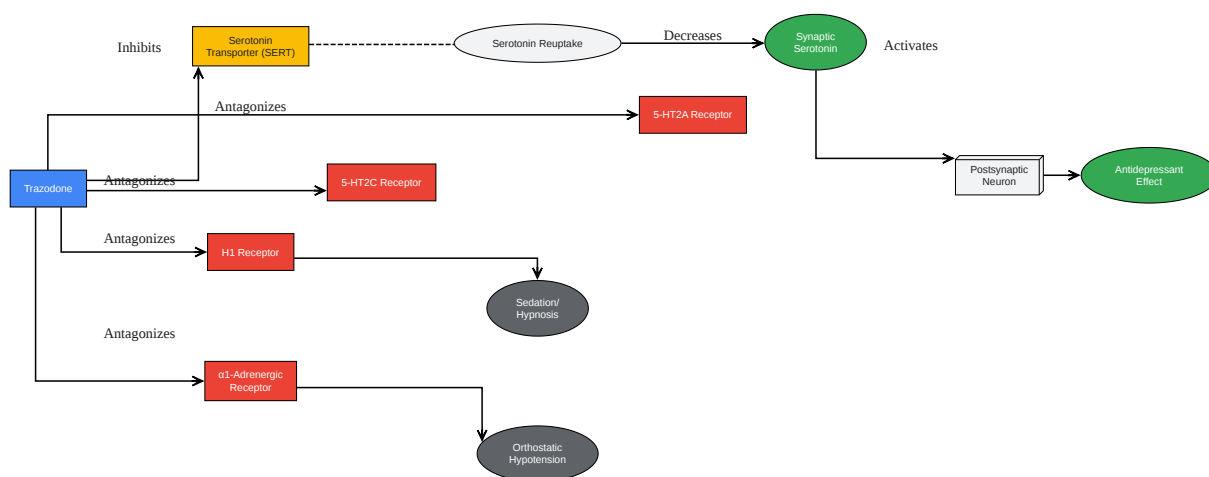 Inhibits
Serotonin
Transporter (SERT)
Serotonin Reuptake
Decreases
Synaptic
Serotonin
Activates
Antagonizes
5-HT2A Receptor
Trazodone
Antagonizes
5-HT2C Receptor
Postsynaptic
Neuron
Antidepressant
Effect
Antagonizes
H1 Receptor
Sedation/
Hypnosis
Antagonizes
α1-Adrenergic
Receptor
Orthostatic
Hypotension